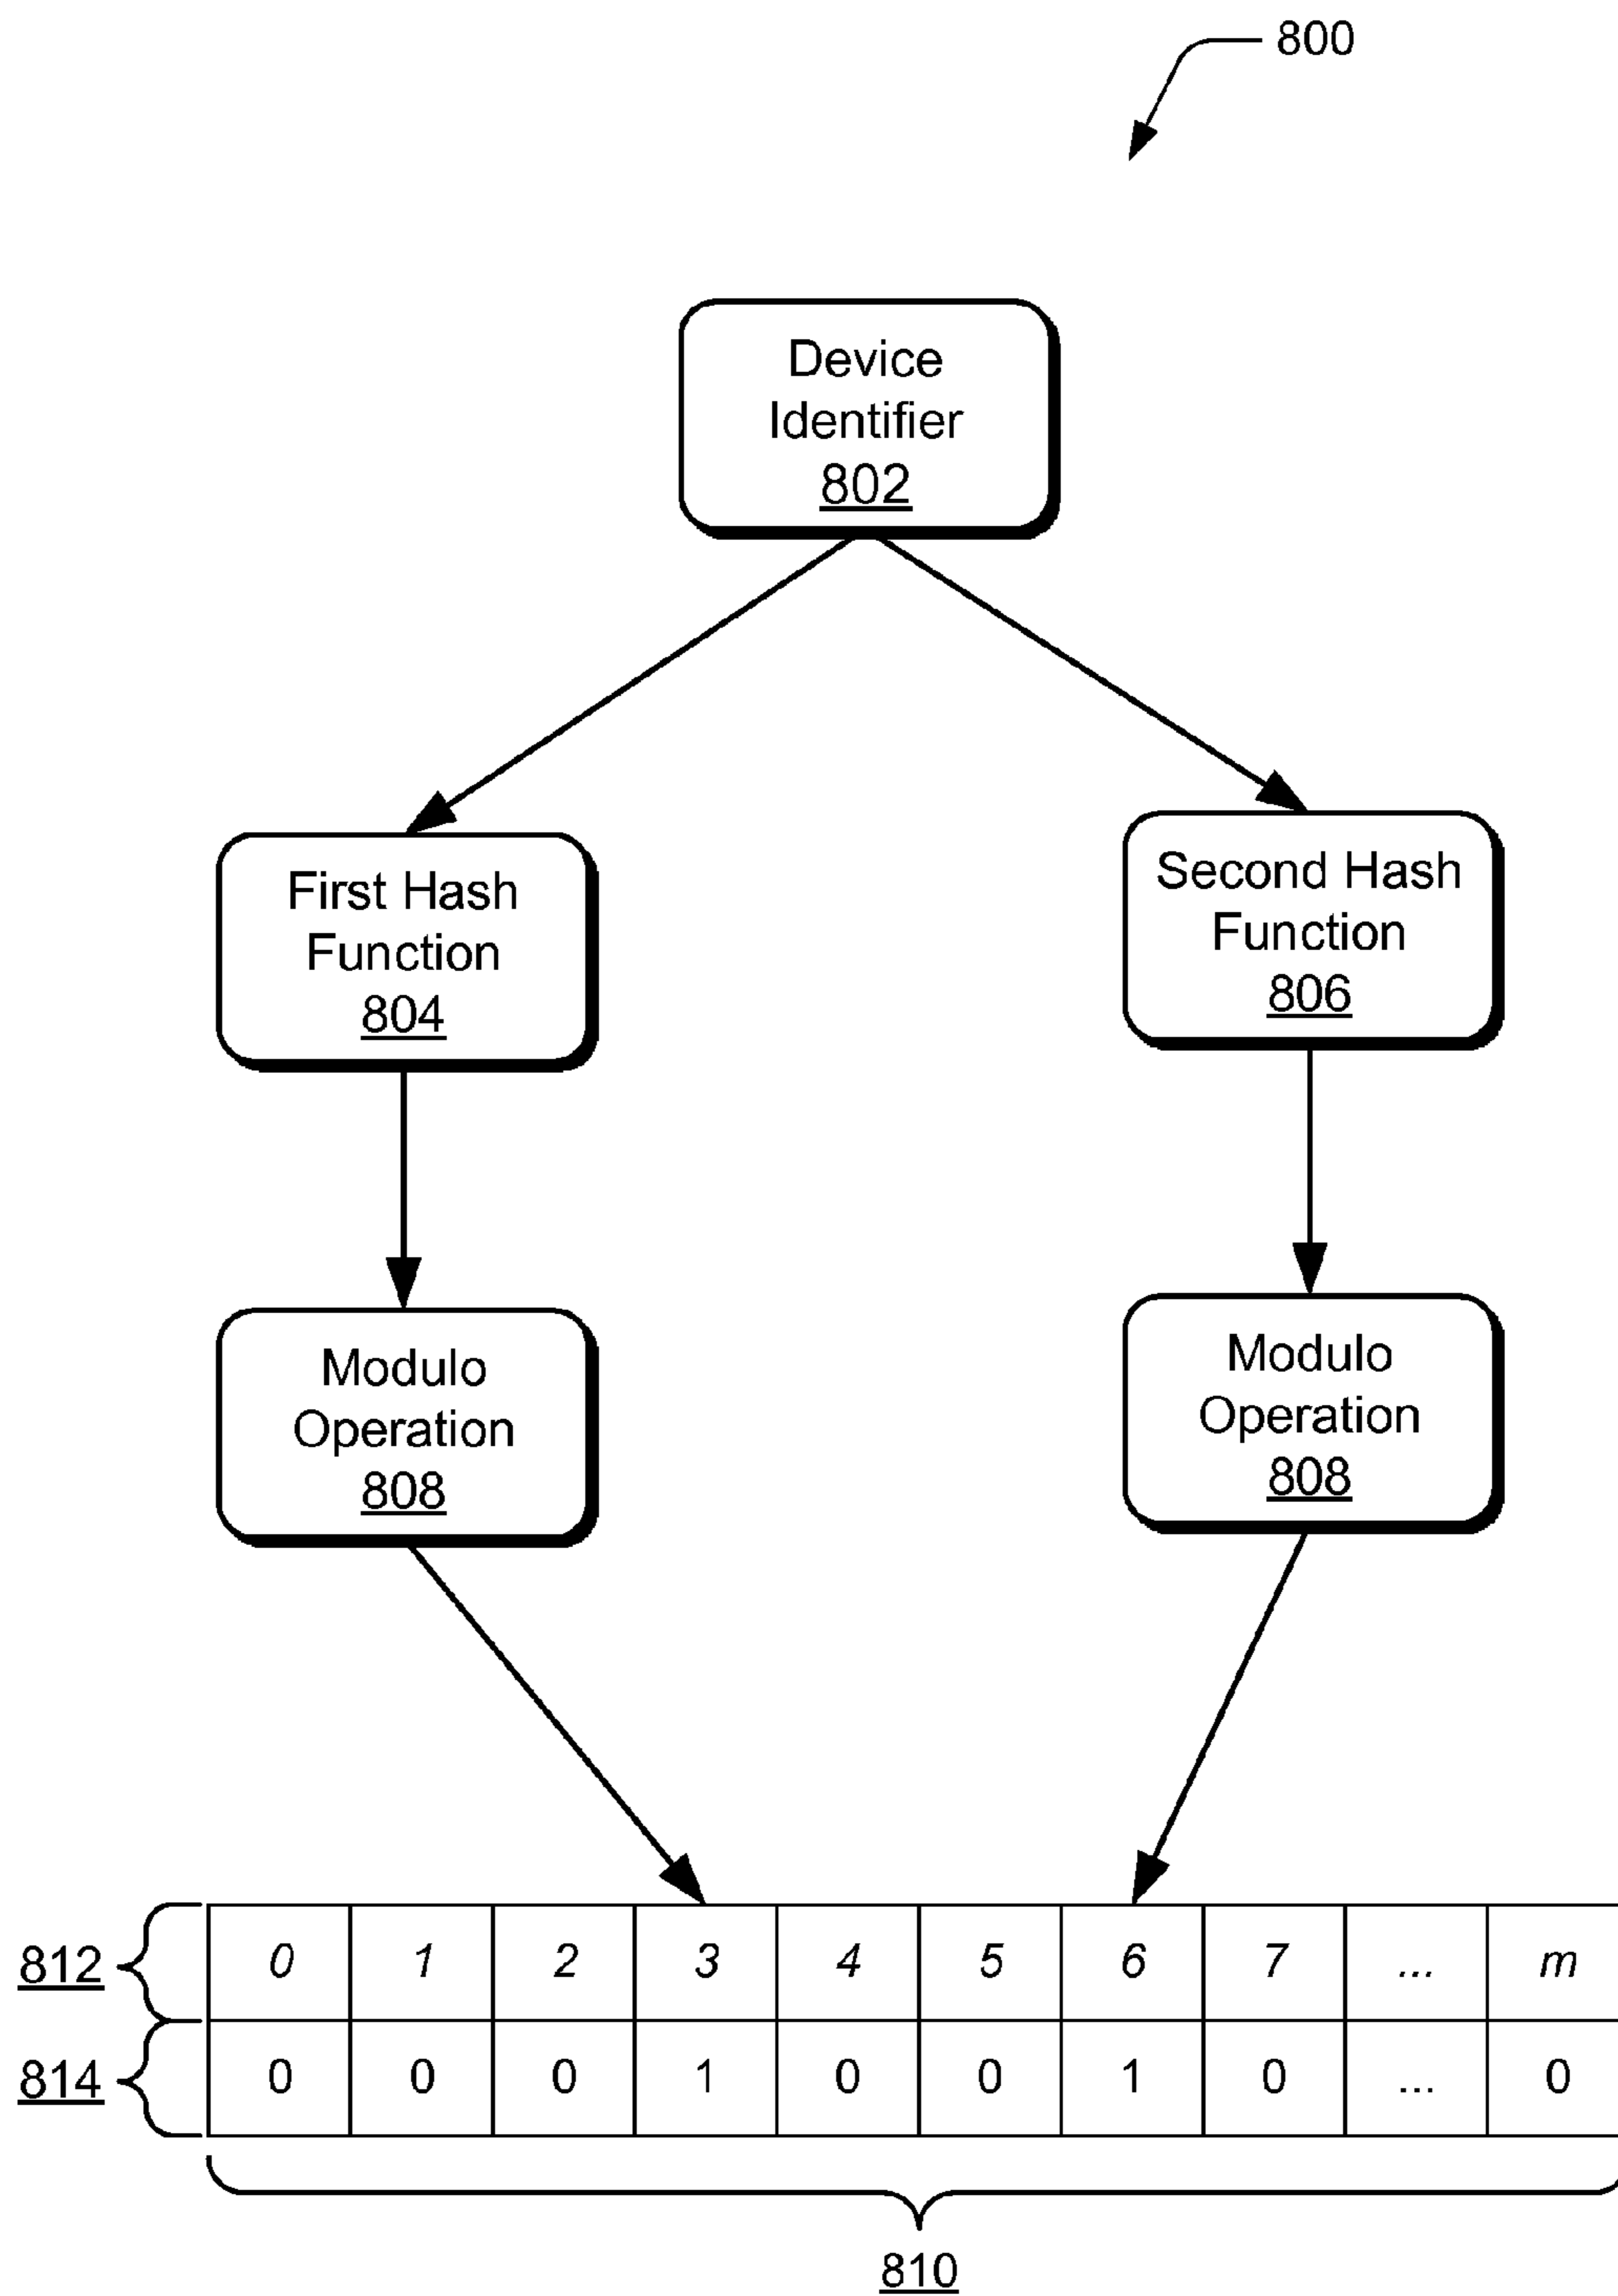 800
Device
Identifier
802
First Hash
Function
804
Second Hash
Function
806
Modulo
Operation
808
Modulo
Operation
808
812
0 1 2 3 4 5 6 7 ... m
814
0 0 0 1 0 0 1 0 ... 0
810